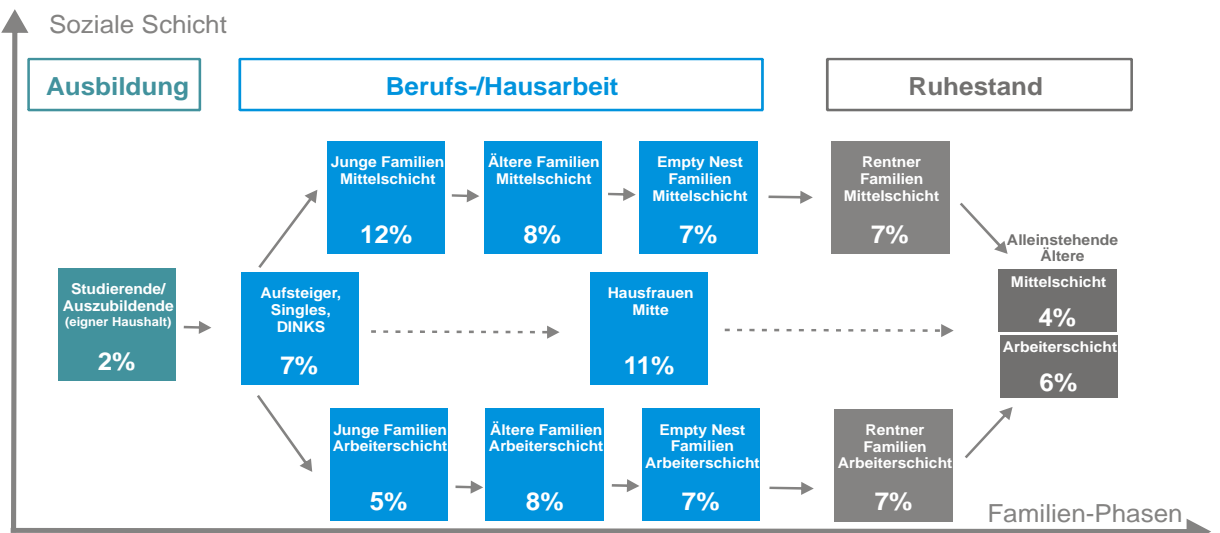 Soziale Schicht
Ausbildung
Berufs-/Hausarbeit
Ruhestand
Junge Familien
Mittelschicht
12%
Ältere Familien
Mittelschicht
8%
Empty Nest
Familien
Mittelschicht
7%
Rentner
Familien
Mittelschicht
7%
Studierende/
Auszubildende
(eigner Haushalt)
2%
Aufsteiger,
Singles,
DINKS
7%
Hausfrauen
Mitte
11%
Alleinstehende
Ältere
Mittelschicht
4%
Arbeiterschicht
6%
Junge Familien
Arbeiterschicht
5%
Ältere Familien
Arbeiterschicht
8%
Empty Nest
Familien
Arbeiterschicht
7%
Rentner
Familien
Arbeiterschicht
7%
Familien-Phasen